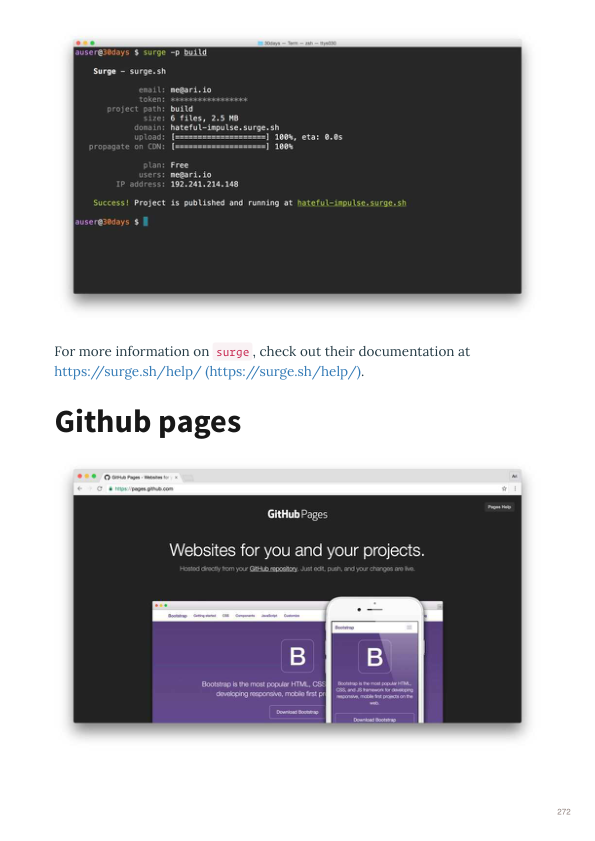 30days — Term — zsh — Kys691
auser@30days $ surge -p build
Surge - surge.sh
email: me@ari.io
token: *****************
project path: build
size: 6 files, 2.5 MB
domain: hateful-impulse.surge.sh
upload: [====================] 100%, eta: 0.0s
propagate on CDN: [====================] 100%
plan: Free
users: me@ari.io
IP address: 192.241.214.148
Success! Project is published and running at hateful-impulse.surge.sh
auser@30days $
For more information on surge, check out their documentation at
https://surge.sh/help/ (https://surge.sh/help/).
Github pages
GitHub Pages - Websites for
Ari
https://pages.github.com
GitHub Pages
Pages Help
Websites for you and your projects.
Hosted directly from your GitHub repository. Just edit, push, and your changes are live.
Bootstrap Getting started CSS Components JavaScript Customize
Bootstrap
B
B
Bootstrap is the most popular HTML, CSS
developing responsive, mobile first pr
Download Bootstrap
Bootstrap is the most popular HTML,
CSS, and JS framework for developing
responsive, mobile first projects on the
web.
Download Bootstrap
272